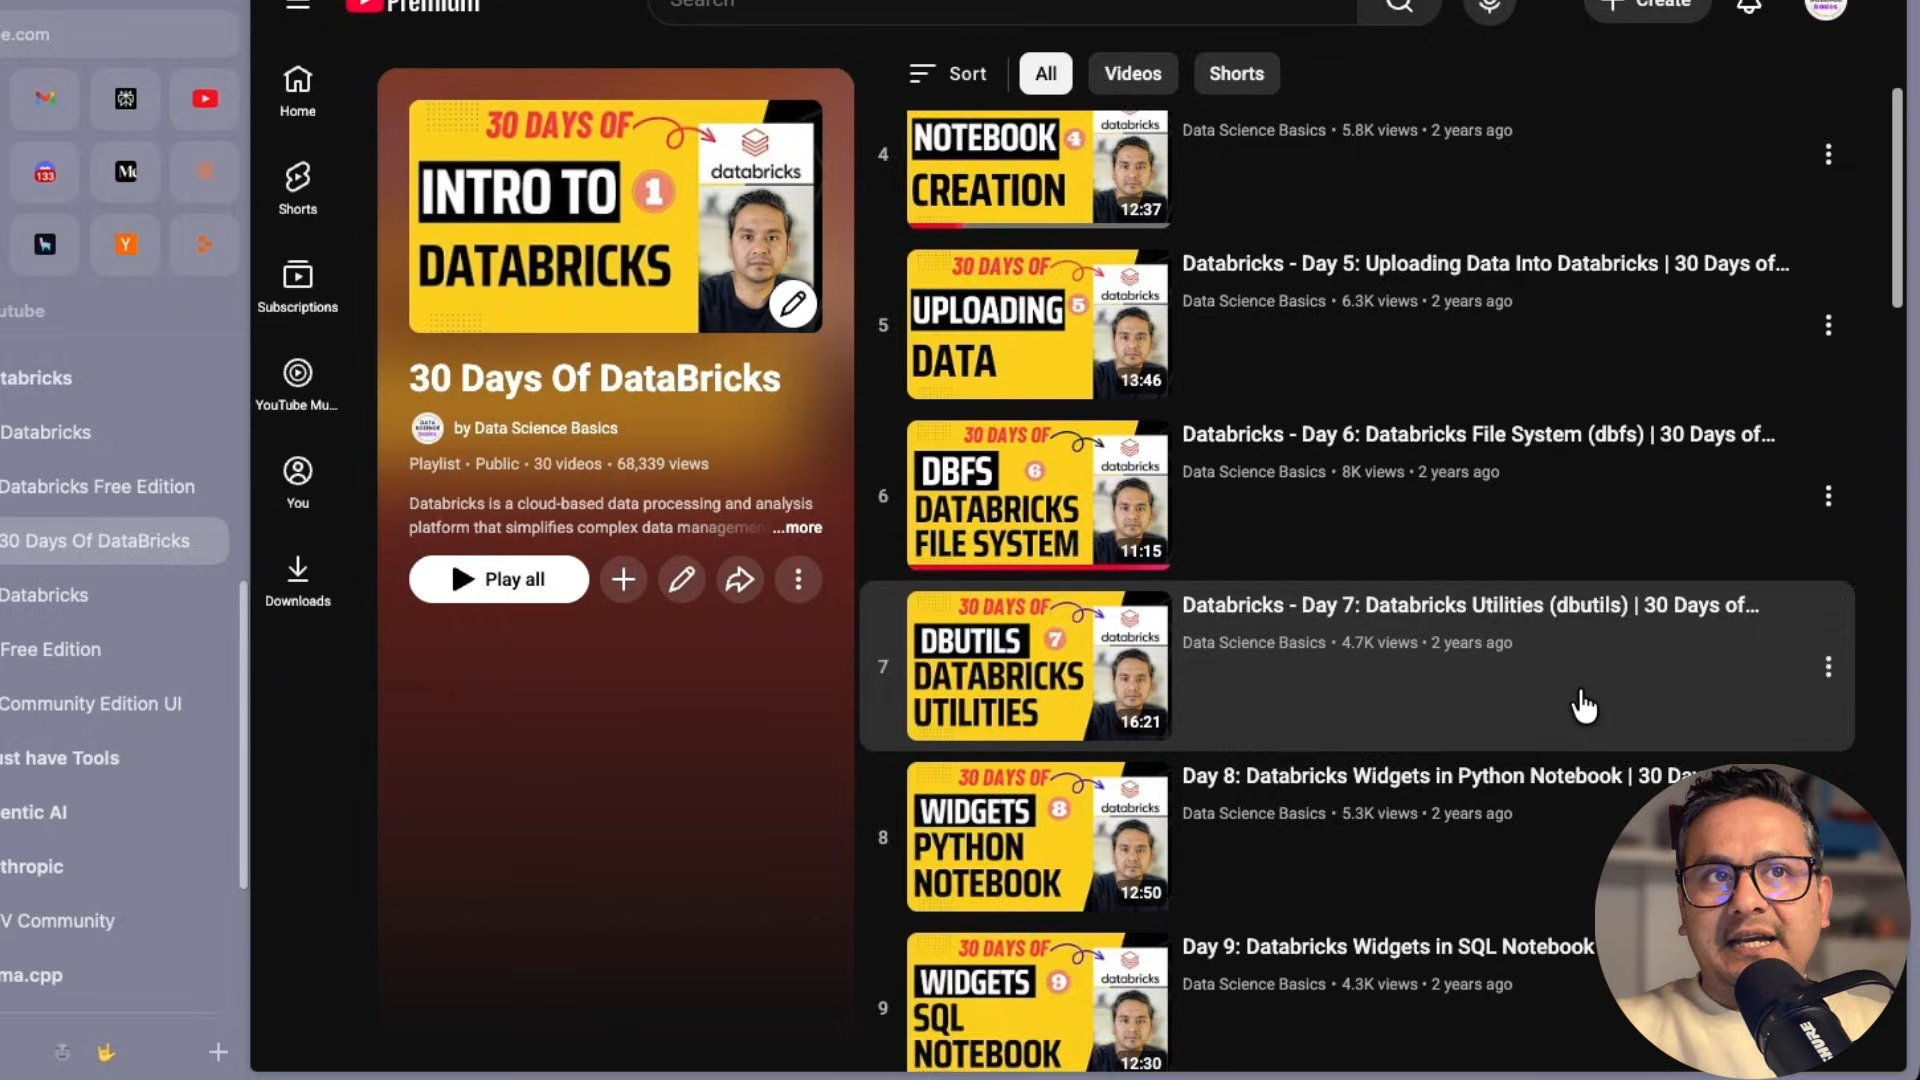 e.com
133
utube
tabricks
Databricks
Databricks Free Edition
30 Days Of DataBricks
Databricks
Free Edition
Community Edition UI
ust have Tools
entic AI
thropic
V Community
ma.cpp
Premium
Search
Create
Home
Shorts
Subscriptions
YouTube Mu...
You
Downloads
30 DAYS OF
INTRO TO 1
DATABRICKS
databricks
30 Days Of DataBricks
DATA SCIENCE basics
by Data Science Basics
Playlist • Public • 30 videos • 68,339 views
Databricks is a cloud-based data processing and analysis
platform that simplifies complex data managemen ...more
Play all
Sort
All
Videos
Shorts
4
NOTEBOOK 4
CREATION
databricks
12:37
Data Science Basics • 5.8K views • 2 years ago
5
30 DAYS OF
UPLOADING 5
DATA
databricks
13:46
Databricks - Day 5: Uploading Data Into Databricks | 30 Days of...
Data Science Basics • 6.3K views • 2 years ago
6
30 DAYS OF
DBFS 6
DATABRICKS
FILE SYSTEM
databricks
11:15
Databricks - Day 6: Databricks File System (dbfs) | 30 Days of...
Data Science Basics • 8K views • 2 years ago
7
30 DAYS OF
DBUTILS 7
DATABRICKS
UTILITIES
databricks
16:21
Databricks - Day 7: Databricks Utilities (dbutils) | 30 Days of...
Data Science Basics • 4.7K views • 2 years ago
8
30 DAYS OF
WIDGETS 8
PYTHON
NOTEBOOK
databricks
12:50
Day 8: Databricks Widgets in Python Notebook | 30 Da
Data Science Basics • 5.3K views • 2 years ago
9
30 DAYS OF
WIDGETS 9
SQL
NOTEBOOK
databricks
12:30
Day 9: Databricks Widgets in SQL Notebook
Data Science Basics • 4.3K views • 2 years ago
SHURE